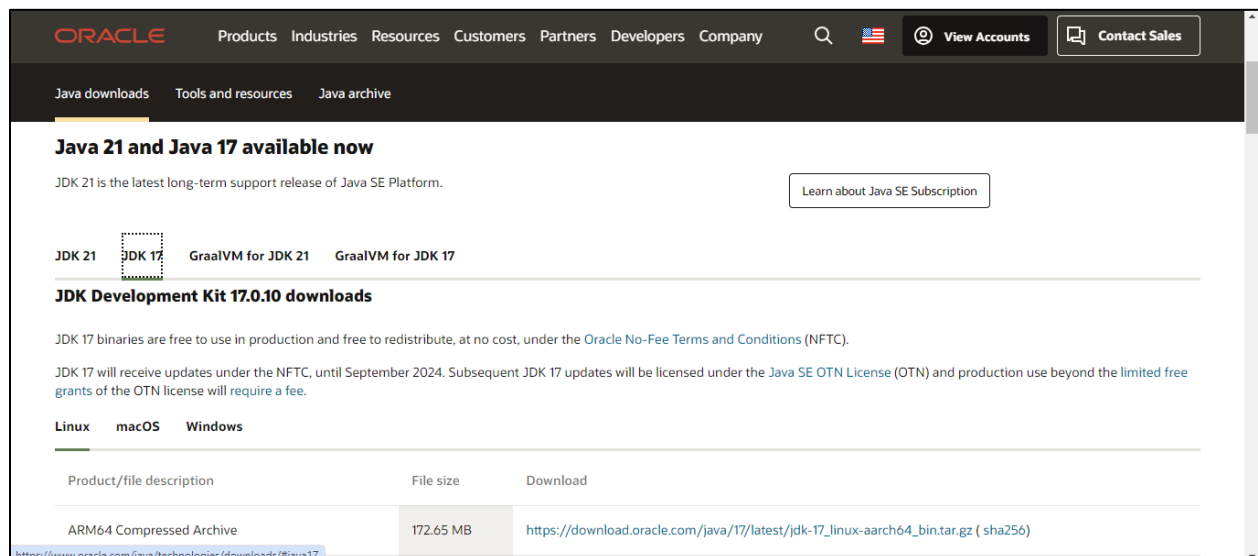 ORACLE Products Industries Resources Customers Partners Developers Company View Accounts Contact Sales
Java downloads Tools and resources Java archive
Java 21 and Java 17 available now
JDK 21 is the latest long-term support release of Java SE Platform.
Learn about Java SE Subscription
JDK 21 JDK 17 GraalVM for JDK 21 GraalVM for JDK 17
JDK Development Kit 17.0.10 downloads
JDK 17 binaries are free to use in production and free to redistribute, at no cost, under the Oracle No-Fee Terms and Conditions (NFTC).
JDK 17 will receive updates under the NFTC, until September 2024. Subsequent JDK 17 updates will be licensed under the Java SE OTN License (OTN) and production use beyond the limited free
grants of the OTN license will require a fee.
Linux macOS Windows
Product/file description File size Download
ARM64 Compressed Archive 172.65 MB https://download.oracle.com/java/17/latest/jdk-17_linux-aarch64_bin.tar.gz ( sha256)
https://www.oracle.com/java/technologies/downloads/#java17